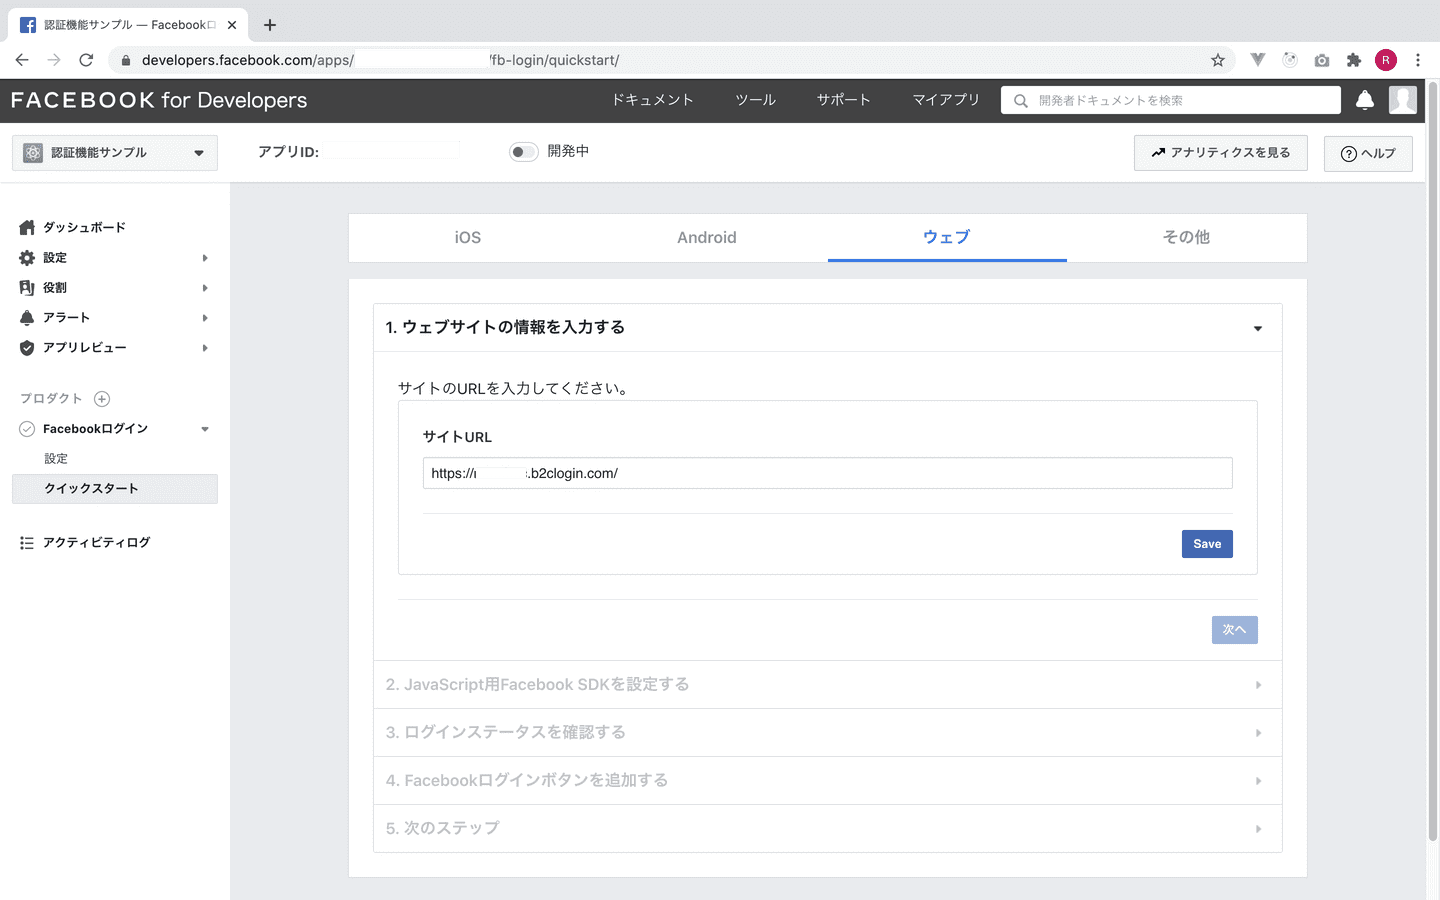 認証機能サンプル — Facebookロ
developers.facebook.com/apps/ /fb-login/quickstart/
R
FACEBOOK for Developers
ドキュメント
ツール
サポート
マイアプリ
開発者ドキュメントを検索
認証機能サンプル
アプリID:
開発中
アナリティクスを見る
ヘルプ
ダッシュボード
設定
役割
アラート
アプリレビュー
プロダクト
Facebookログイン
設定
クイックスタート
アクティビティログ
iOS
Android
ウェブ
その他
1. ウェブサイトの情報を入力する
サイトのURLを入力してください。
サイトURL
https:// .b2clogin.com/
Save
次へ
2. JavaScript用Facebook SDKを設定する
3. ログインステータスを確認する
4. Facebookログインボタンを追加する
5. 次のステップ